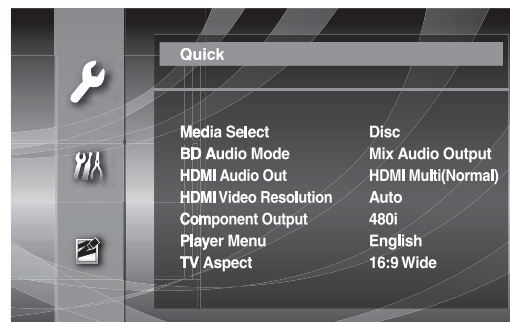 Quick
Media Select Disc
BD Audio Mode Mix Audio Output
HDMI Audio Out HDMI Multi(Normal)
HDMI Video Resolution Auto
Component Output 480i
Player Menu English
TV Aspect 16:9 Wide